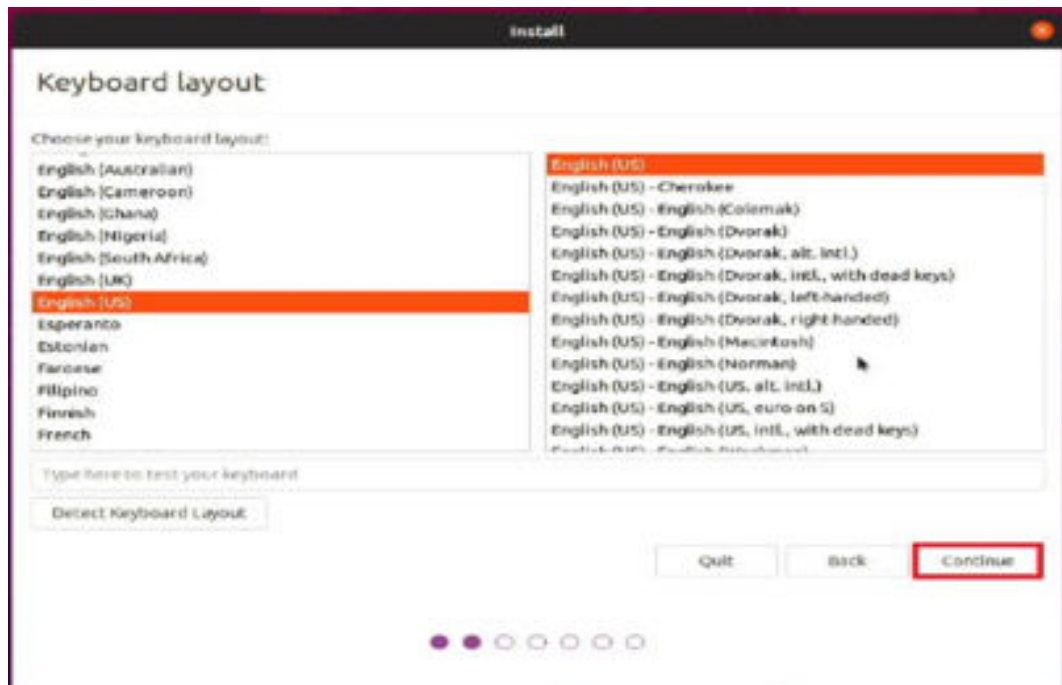 Install
Keyboard layout
Choose your keyboard layout:
English (Australian)
English (Cameroon)
English (Ghana)
English (Nigeria)
English (South Africa)
English (UK)
English (US)
Esperanto
Estonian
Faroese
Filipino
Finnish
French
English (US)
English (US) - Cherokee
English (US) - English (Colemak)
English (US) - English (Dvorak)
English (US) - English (Dvorak, alt. intl.)
English (US) - English (Dvorak, intl., with dead keys)
English (US) - English (Dvorak, left-handed)
English (US) - English (Dvorak, right-handed)
English (US) - English (Macintosh)
English (US) - English (Norman)
English (US) - English (US, alt. intl.)
English (US) - English (US, euro on 5)
English (US) - English (US, intl., with dead keys)
Type here to test your keyboard
Detect Keyboard Layout
Quit
Back
Continue